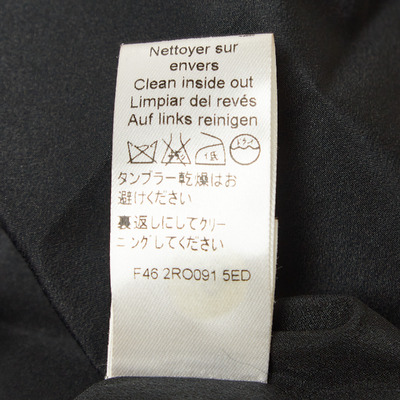 Nettoyer sur
envers
Clean inside out
Limpiar del revés
Auf links reinigen
低
タンブラー乾燥はお
避けください
裏返しにしてクリー
ニングしてください
F46 2RO091 5ED